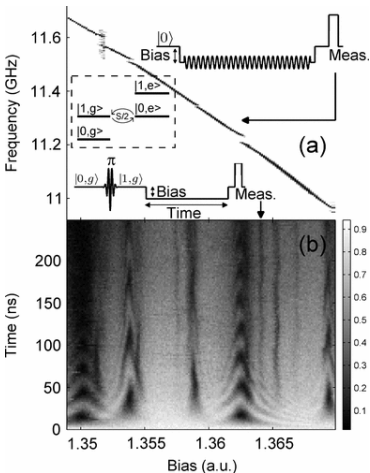 11.6
|0⟩
Bias
Meas.
|1,e⟩
11.4
|1,g⟩
S/2
|0,e⟩
|0,g⟩
(a)
Frequency (GHz)
11.2
π
|0,g⟩
|1,g⟩
Bias
Meas.
11
Time
(b)
0.9
200
0.8
0.7
150
0.6
Time (ns)
0.5
100
0.4
0.3
50
0.2
0.1
0
1.35
1.355
1.36
1.365
Bias (a.u.)